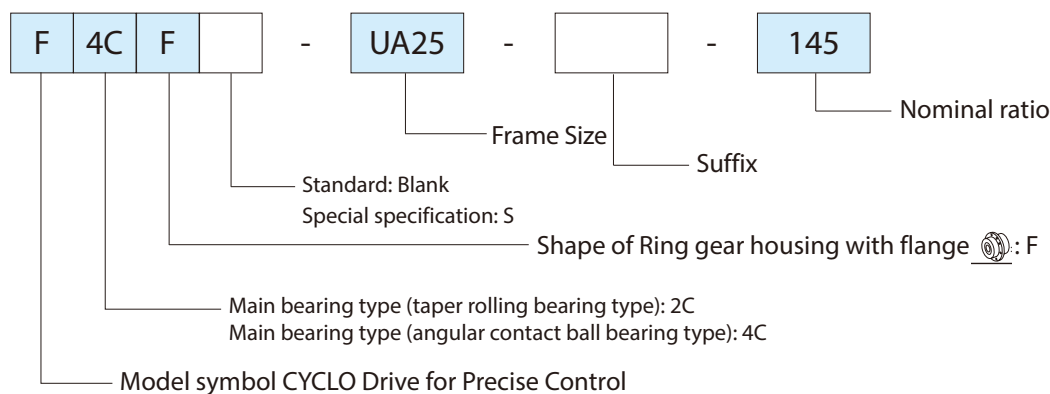 F 4C F - UA25 - - 145
Nominal ratio
Frame Size
Suffix
Standard: Blank
Special specification: S
Shape of Ring gear housing with flange : F
Main bearing type (taper rolling bearing type): 2C
Main bearing type (angular contact ball bearing type): 4C
Model symbol CYCLO Drive for Precise Control